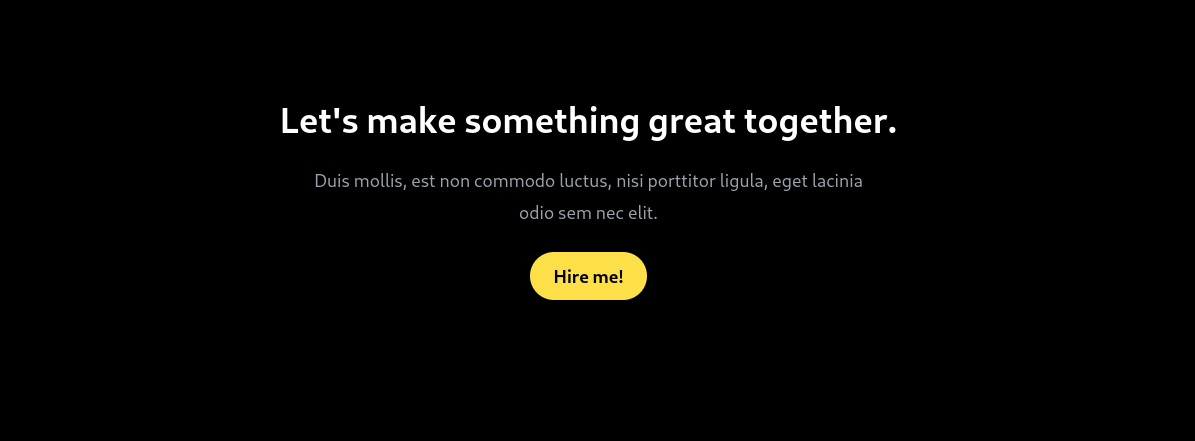 Let's make something great together.
Duis mollis, est non commodo luctus, nisi porttitor ligula, eget lacinia
odio sem nec elit.
Hire me!